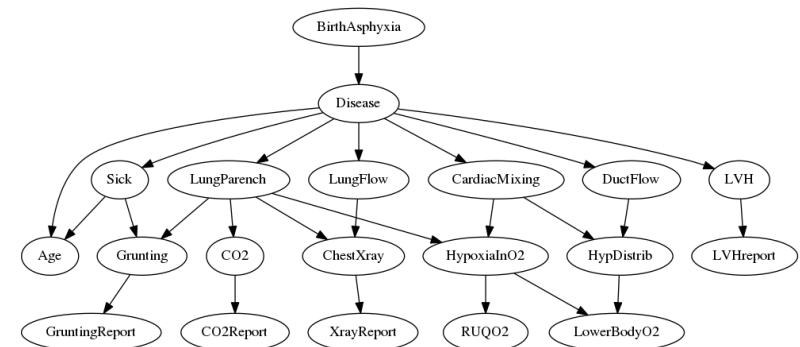 BirthAsphyxia
Disease
Sick LungParench LungFlow CardiacMixing DuctFlow LVH
Age Grunting CO2 ChestXray HypoxiaInO2 HypDistrib LVHreport
GruntingReport CO2Report XrayReport RUQO2 LowerBodyO2